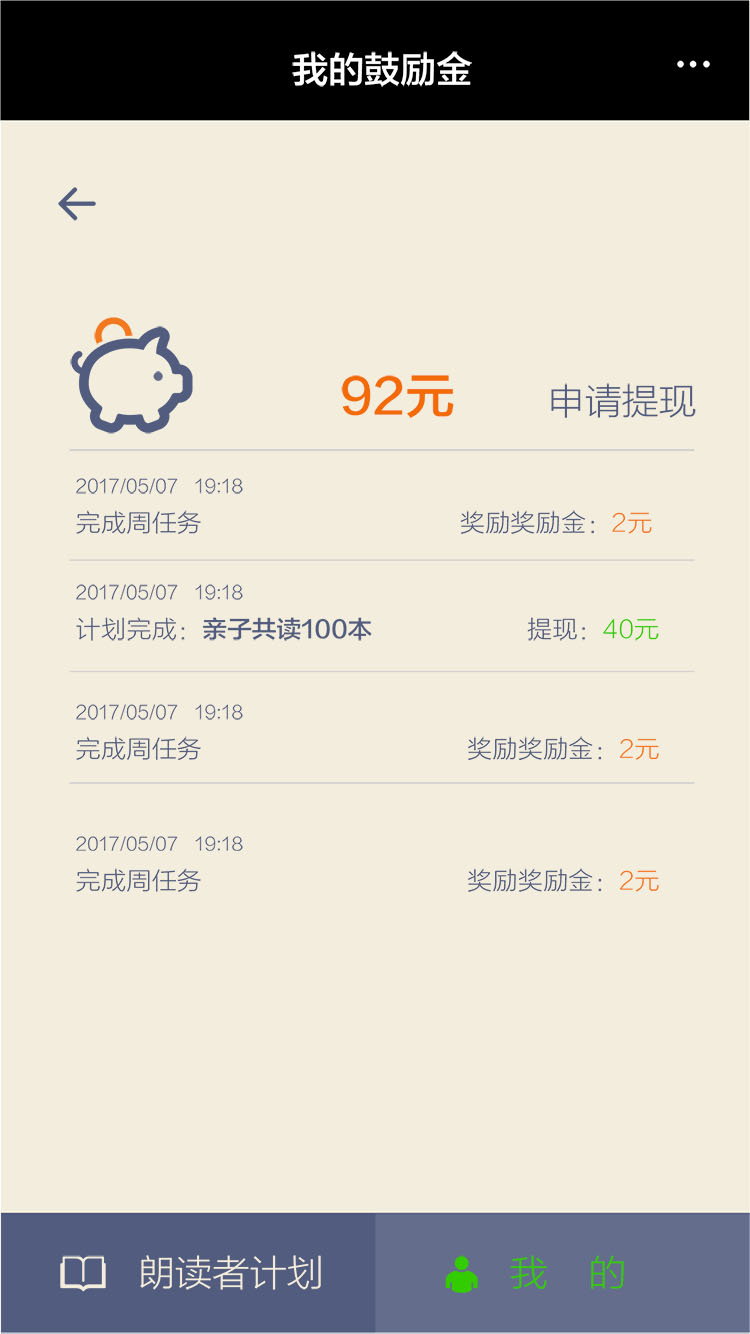 我的鼓励金
92元 申请提现
2017/05/07 19:18
完成周任务 奖励奖励金：2元
2017/05/07 19:18
计划完成：亲子共读100本 提现：40元
2017/05/07 19:18
完成周任务 奖励奖励金：2元
2017/05/07 19:18
完成周任务 奖励奖励金：2元
朗读者计划 我 的